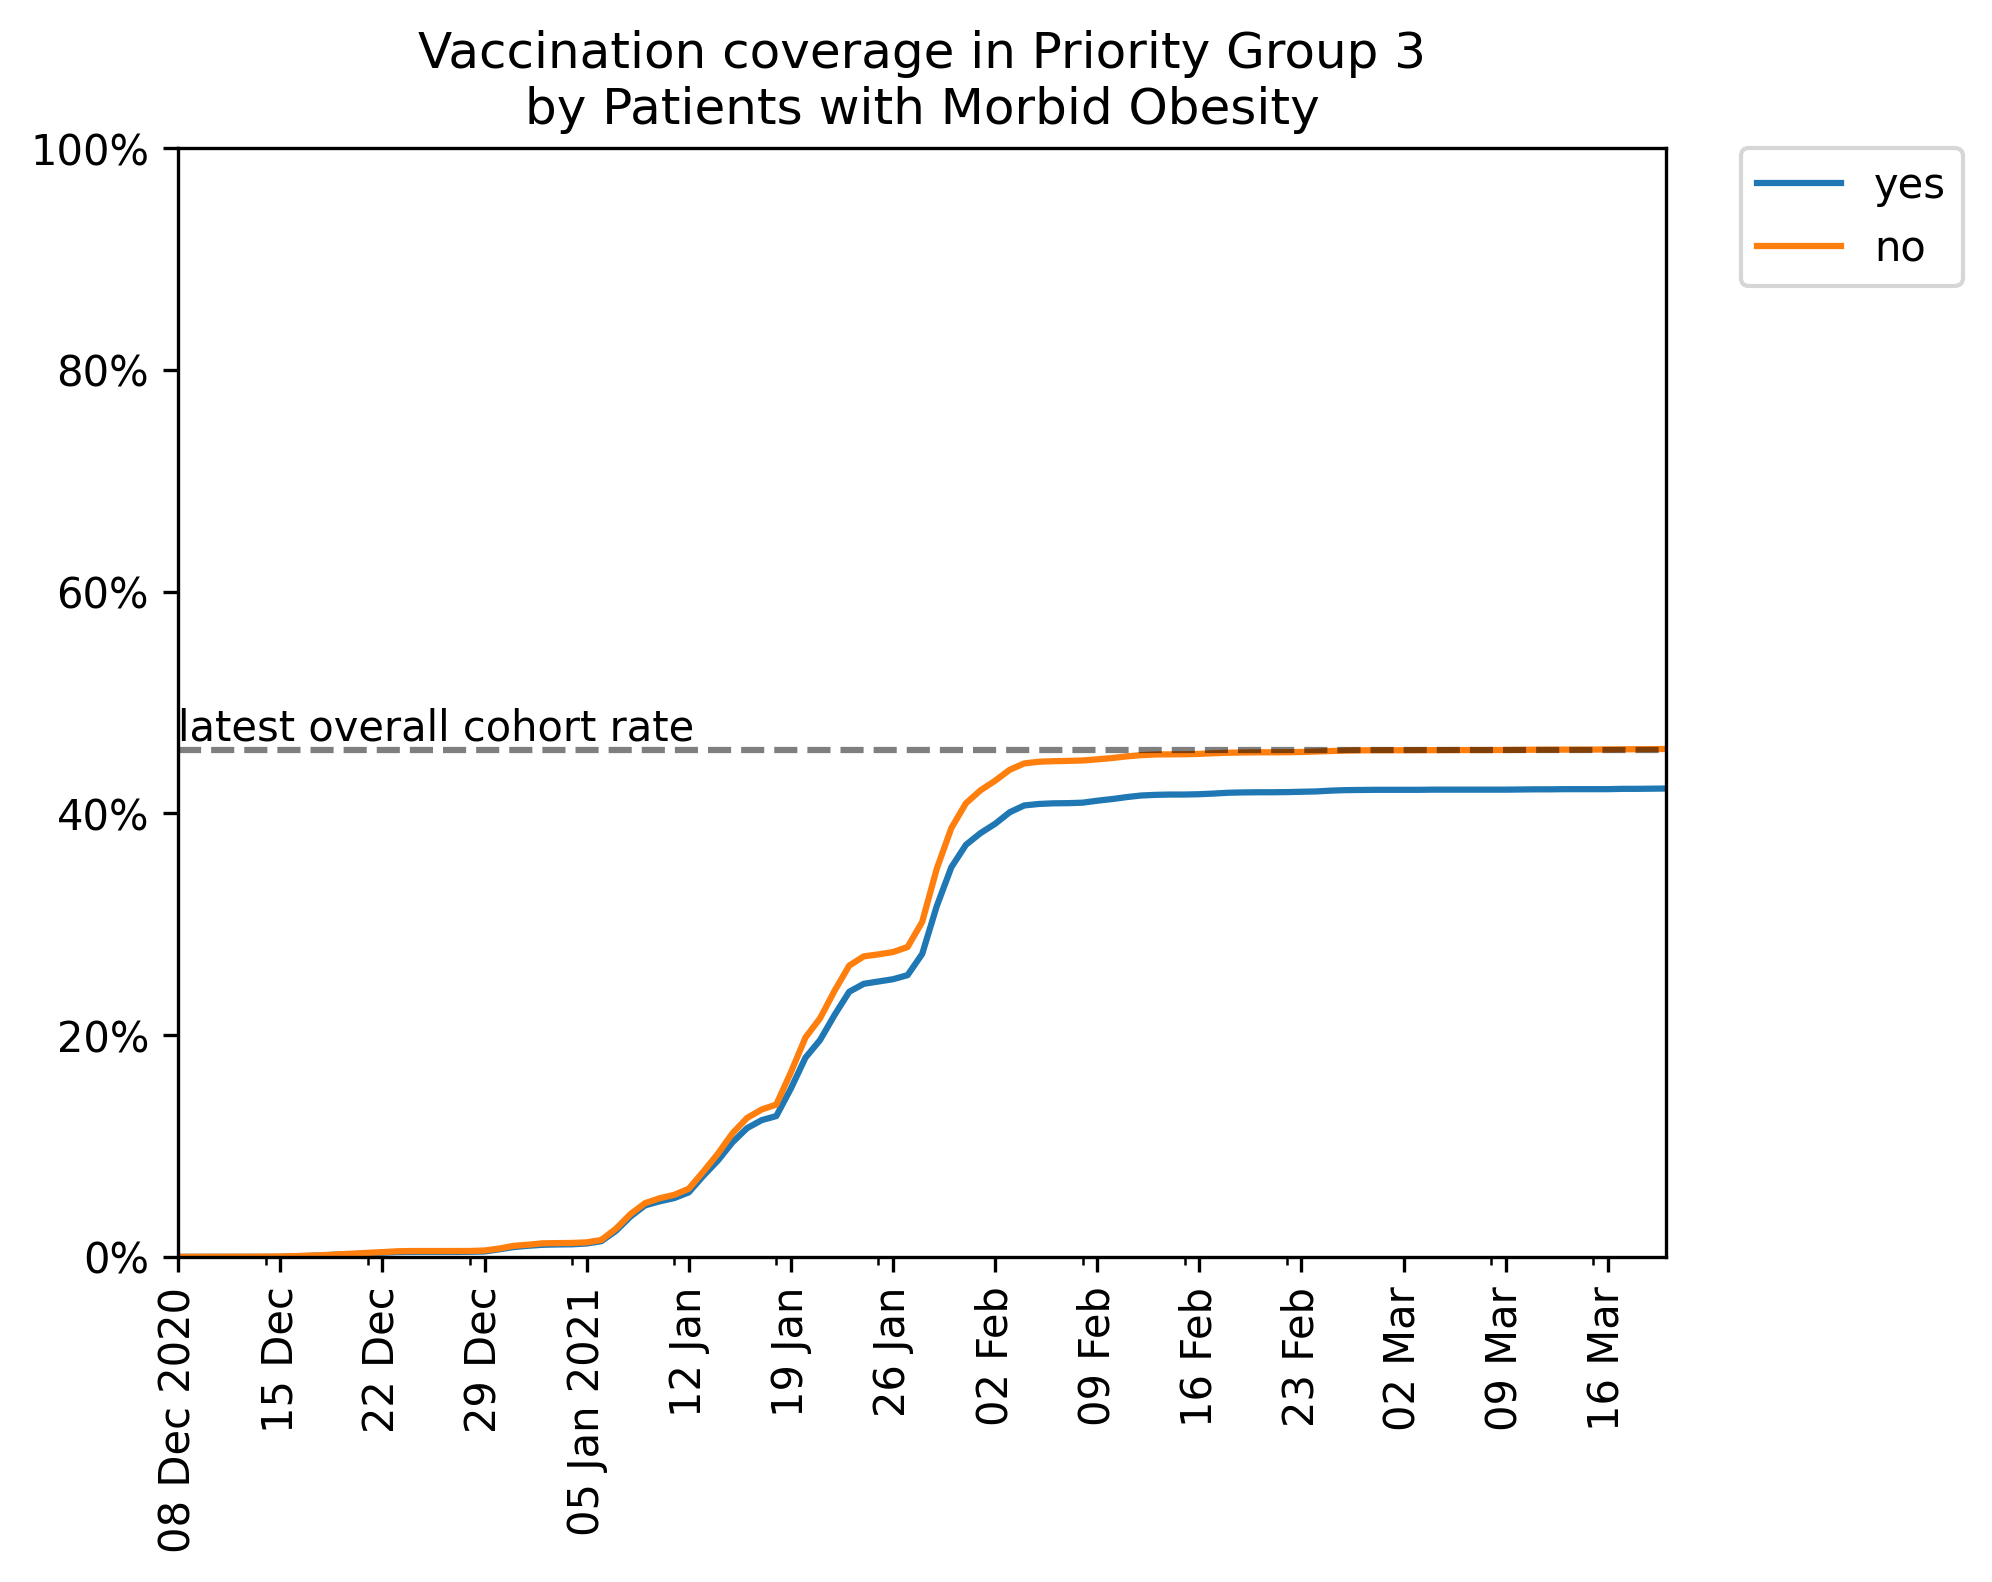 Vaccination coverage in Priority Group 3
by Patients with Morbid Obesity
100%
80%
60%
40%
20%
0%
latest overall cohort rate
yes
no
08 Dec 2020
15 Dec
22 Dec
29 Dec
05 Jan 2021
12 Jan
19 Jan
26 Jan
02 Feb
09 Feb
16 Feb
23 Feb
02 Mar
09 Mar
16 Mar